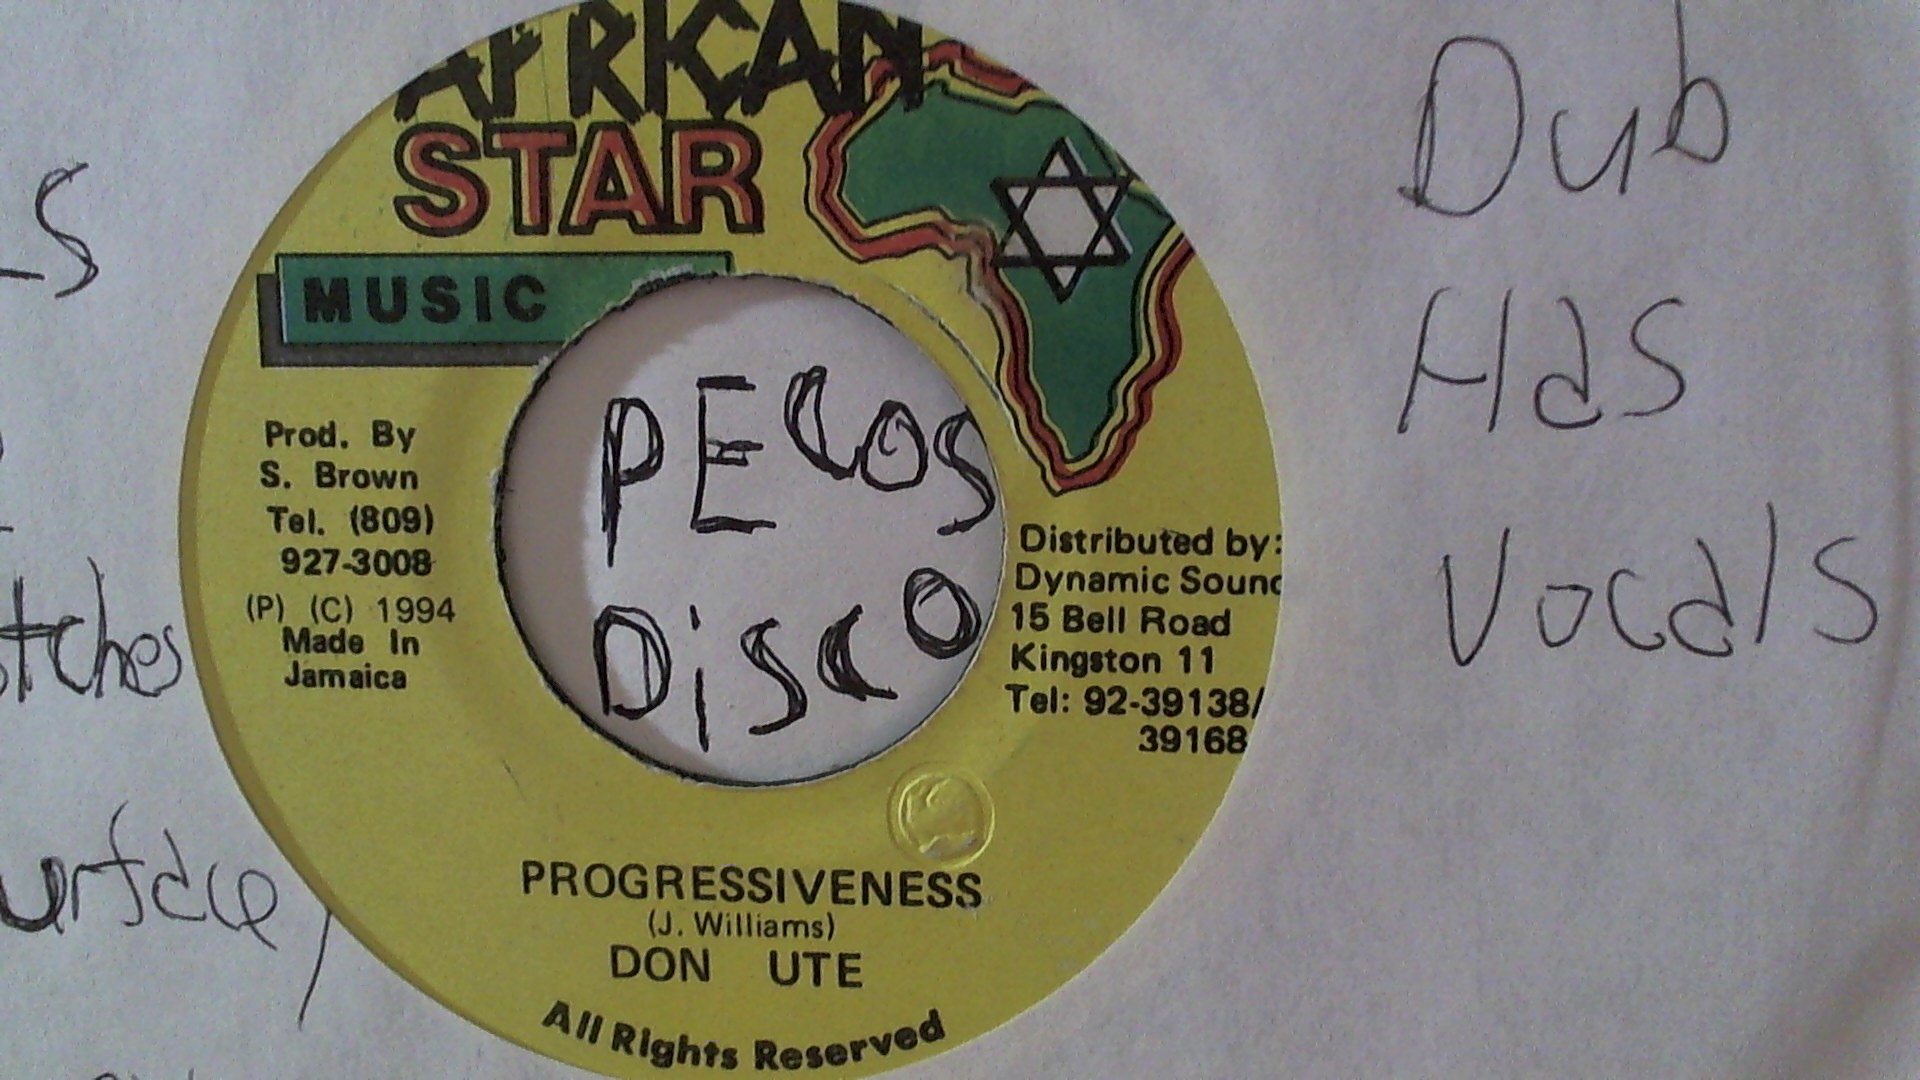 AFRICAN
STAR
MUSIC
Prod. By
S. Brown
Tel. (809)
927-3008
(P) (C) 1994
Made In
Jamaica
PECOS
DISCO
Distributed by:
Dynamic Sound
15 Bell Road
Kingston 11
Tel: 92-39138/
39168
PROGRESSIVENESS
(J. Williams)
DON UTE
All Rights Reserved
Dub
Has
Vocals